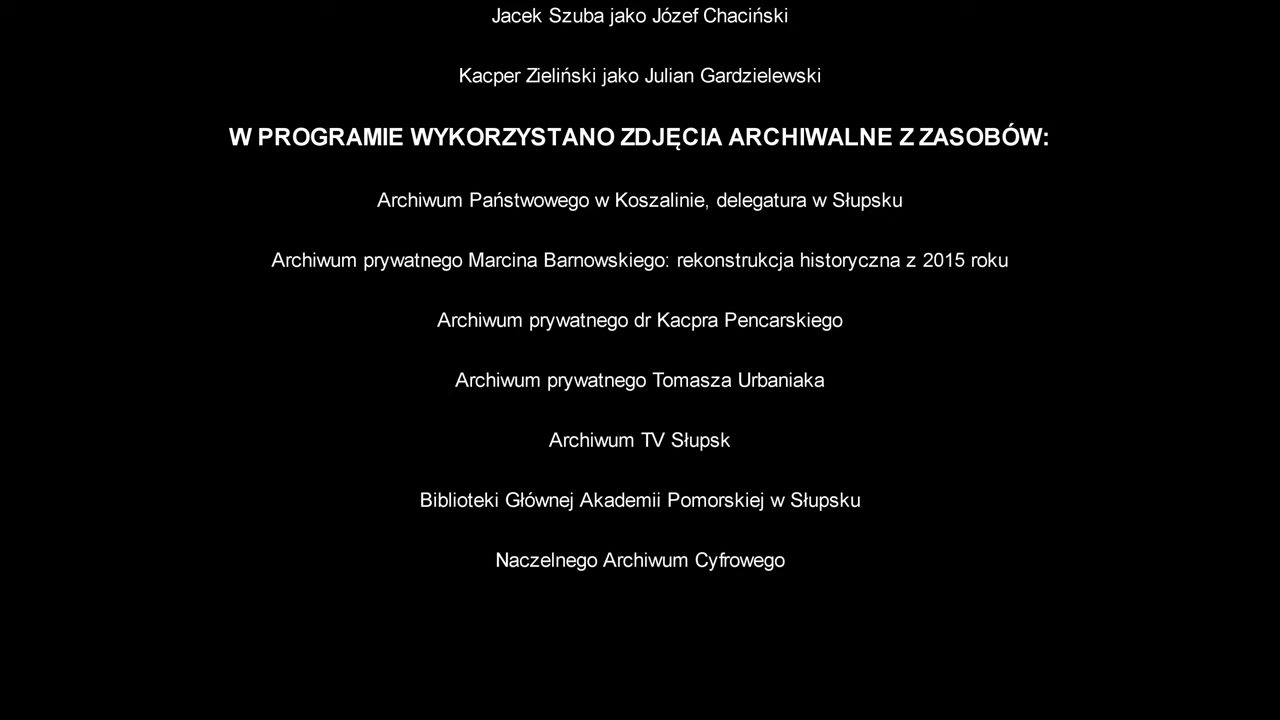 Jacek Szuba jako Józef Chaciński
Kacper Zieliński jako Julian Gardzielewski
W PROGRAMIE WYKORZYSTANO ZDJĘCIA ARCHIWALNE Z ZASOBÓW:
Archiwum Państwowego w Koszalinie, delegatura w Słupsku
Archiwum prywatnego Marcina Barnowskiego: rekonstrukcja historyczna z 2015 roku
Archiwum prywatnego dr Kacpra Pencarskiego
Archiwum prywatnego Tomasza Urbaniaka
Archiwum TV Słupsk
Biblioteki Głównej Akademii Pomorskiej w Słupsku
Naczelnego Archiwum Cyfrowego